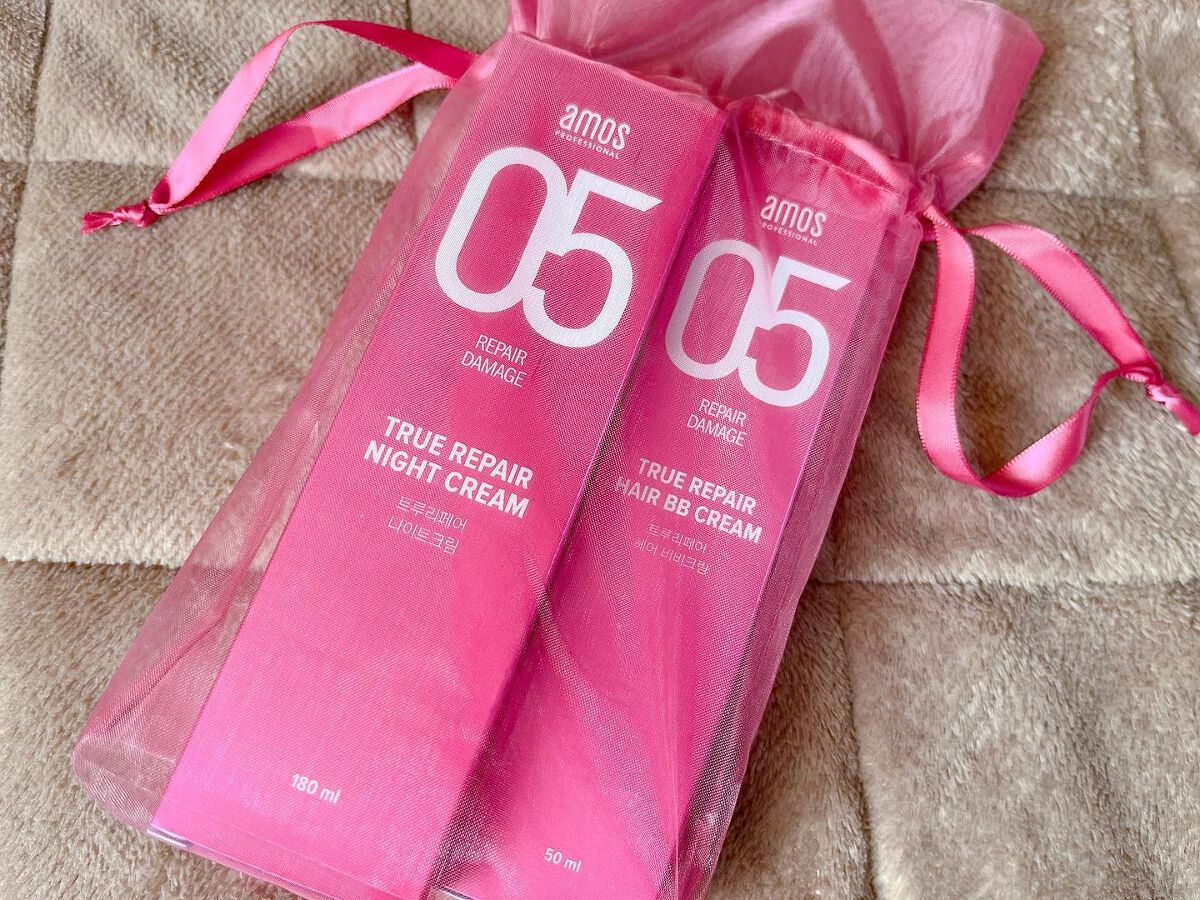 amos
PROFESSIONAL
05
REPAIR
DAMAGE
TRUE REPAIR
NIGHT CREAM
트루리페어
나이트크림
180 ml
amos
PROFESSIONAL
05
REPAIR
DAMAGE
TRUE REPAIR
HAIR BB CREAM
트루리페어
헤어 비비크림
50 ml